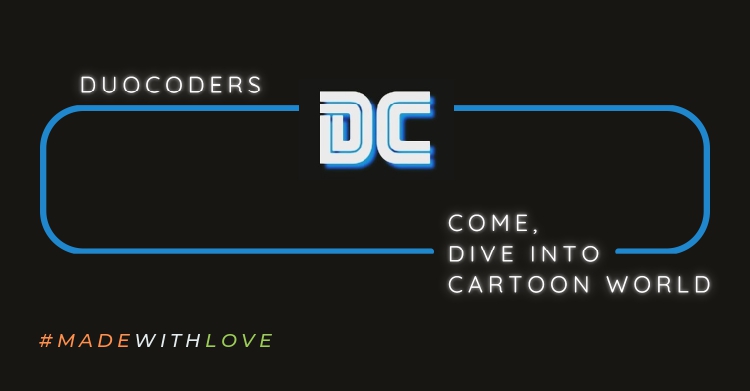 DUOCODERS
DC
COME,
DIVE INTO
CARTOON WORLD
#MADEWITHLOVE